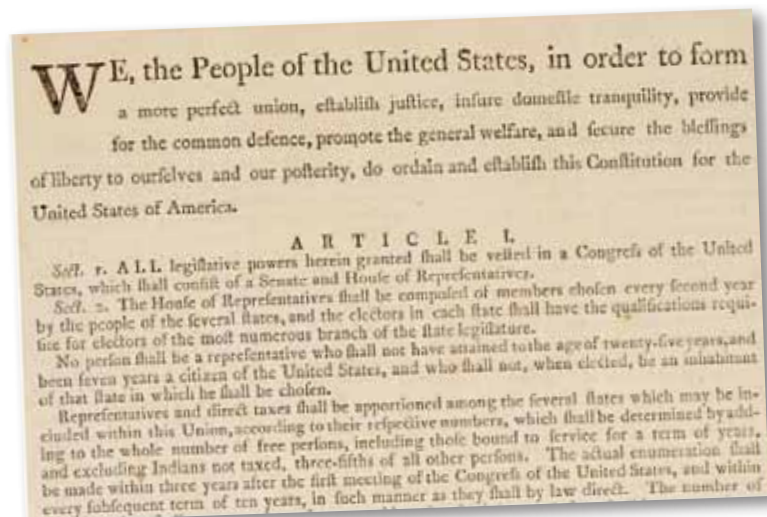 WE, the People of the United States, in order to form
a more perfect union, eſtabliſh juſtice, inſure domeſtic tranquility, provide
for the common defence, promote the general welfare, and ſecure the bleſſings
of liberty to ourſelves and our poſterity, do ordain and eſtabliſh this Conſtitution for the
United States of America.
ARTICLE I.
Sect. 1. ALL legiſlative powers herein granted ſhall be veſted in a Congreſs of the United
States, which ſhall conſiſt of a Senate and Houſe of Repreſentatives.
Sect. 2. The Houſe of Repreſentatives ſhall be compoſed of members choſen every ſecond year
by the people of the ſeveral ſtates, and the electors in each ſtate ſhall have the qualifications requi-
ſite for electors of the moſt numerous branch of the ſtate legiſlature.
No perſon ſhall be a repreſentative who ſhall not have attained to the age of twenty-five years, and
been ſeven years a citizen of the United States, and who ſhall not, when elected, be an inhabitant
of that ſtate in which he ſhall be choſen.
Repreſentatives and direct taxes ſhall be apportioned among the ſeveral ſtates which may be in-
cluded within this Union, according to their reſpective numbers, which ſhall be determined by add-
ing to the whole number of free perſons, including thoſe bound to ſervice for a term of years,
and excluding Indians not taxed, three-fifths of all other perſons. The actual enumeration ſhall
be made within three years after the firſt meeting of the Congreſs of the United States, and within
every ſubſequent term of ten years, in ſuch manner as they ſhall by law direct. The number of